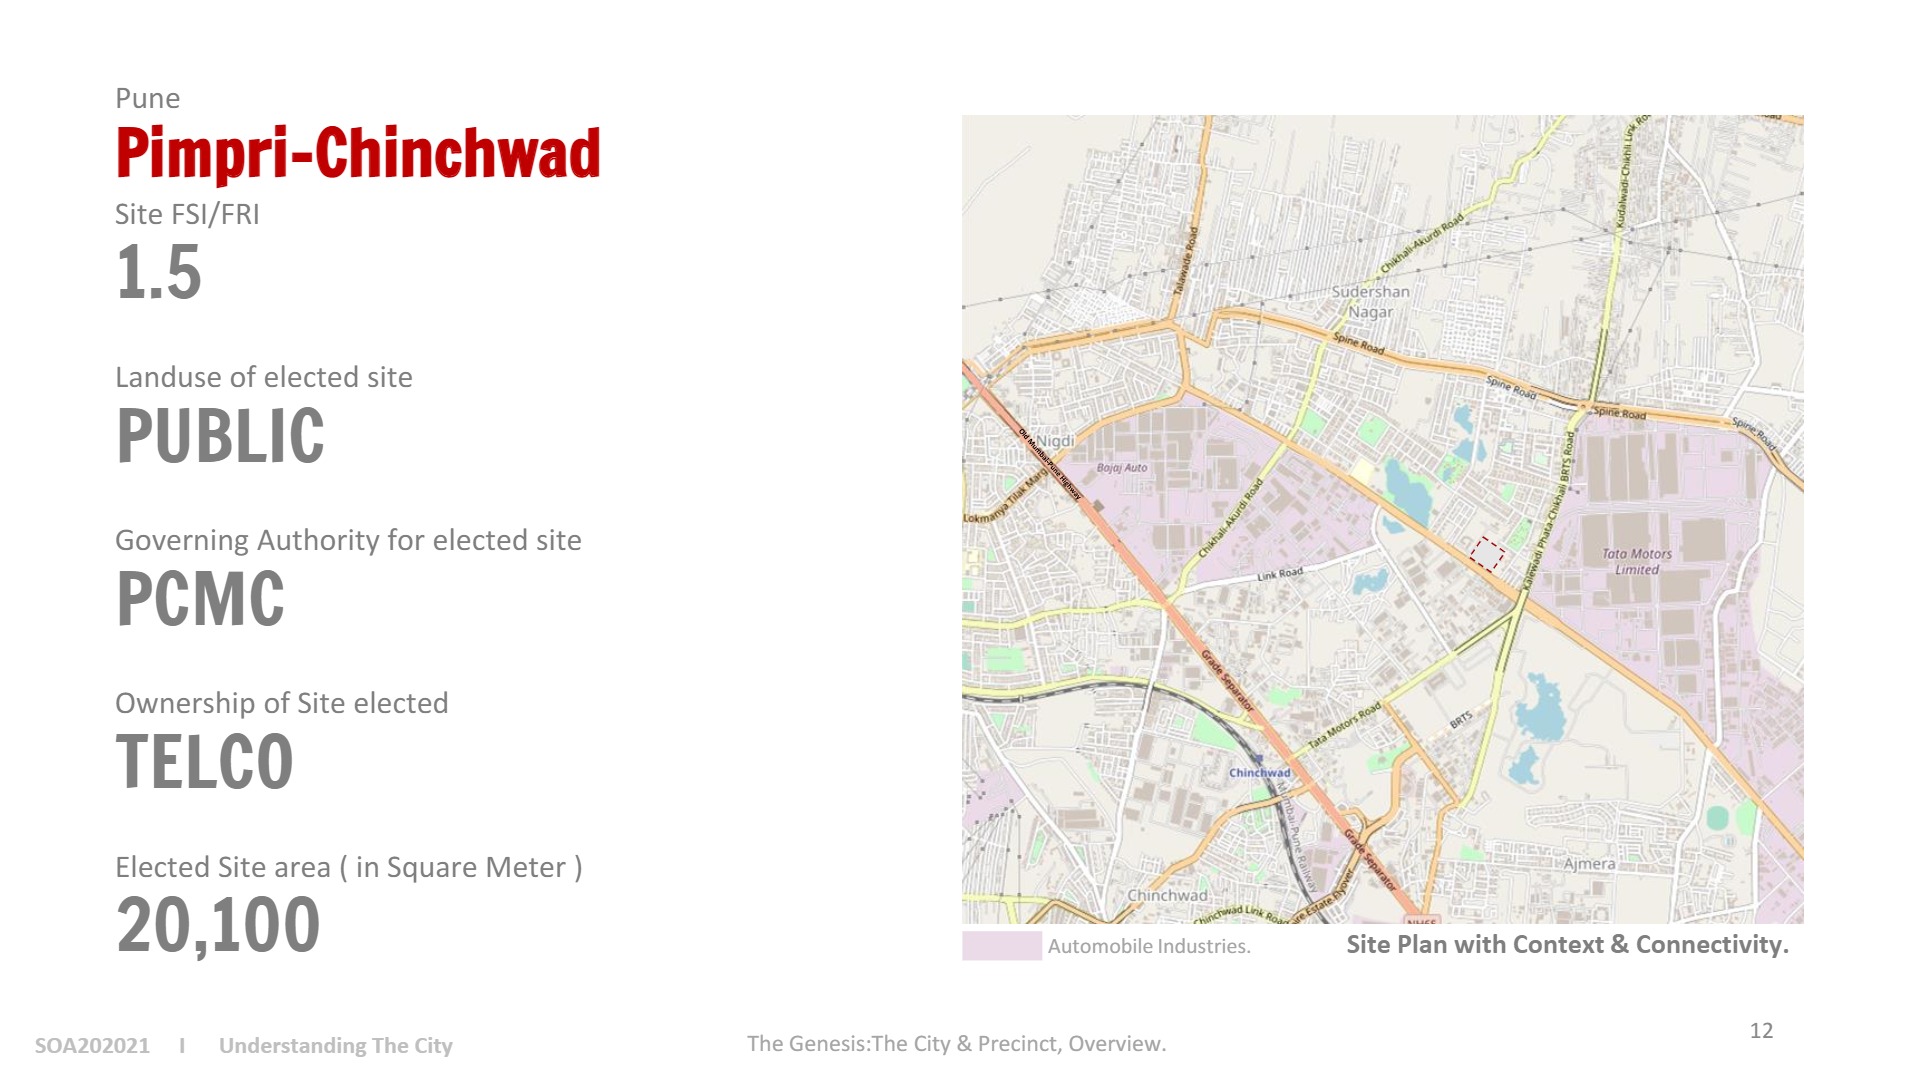 Pune
Pimpri-Chinchwad
Site FSI/FRI
1.5
Landuse of elected site
PUBLIC
Governing Authority for elected site
PCMC
Ownership of Site elected
TELCO
Elected Site area ( in Square Meter )
20,100
Talawade Road
Chikhali-Akurdi Road
Kudalwadi-Chikhli Link Ro
Sudershan
Nagar
Spine Road
Spine Road
Spine Road
Spine Road
Nigdi
Old Mumbai-Pune Highway
Bajaj Auto
Lokmanya Tilak Marg
Chikhali-Akurdi Road
Kalewadi Phata-Chikhali BRTS Road
Tata Motors
Limited
Link Road
Grade Separator
Tata Motors Road
BRTS
Chinchwad
Mumbai-Pune Railway
Grade Separator
Ajmera
Chinchwad
Chinchwad Link Road
Estate Flyover
Automobile Industries.
Site Plan with Context & Connectivity.
SOA202021 I Understanding The City
The Genesis:The City & Precinct, Overview.
12